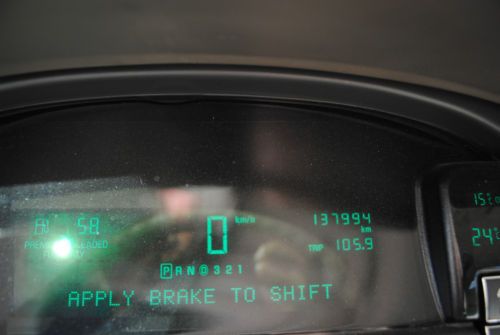 58
PREMIUM UNLEADED
0 km/h
137994
km
TRIP 105.9
P R N D 3 2 1
APPLY BRAKE TO SHIFT
24°